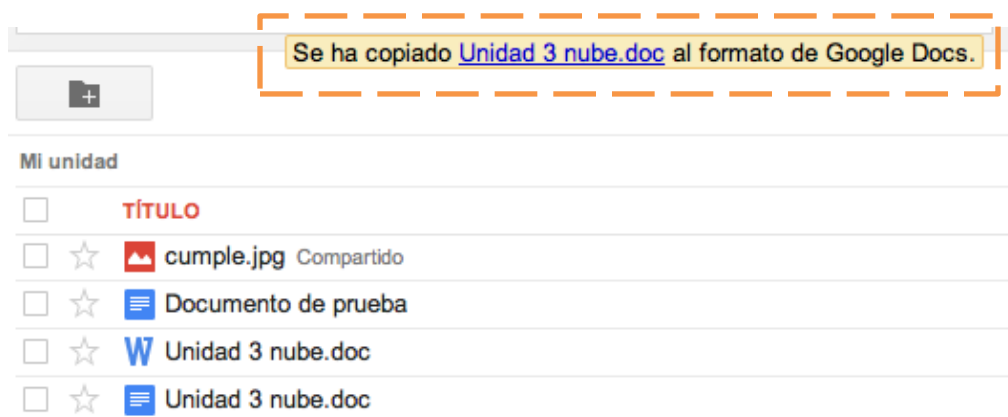 Se ha copiado Unidad 3 nube.doc al formato de Google Docs.
Mi unidad
TÍTULO
cumple.jpg Compartido
Documento de prueba
Unidad 3 nube.doc
Unidad 3 nube.doc